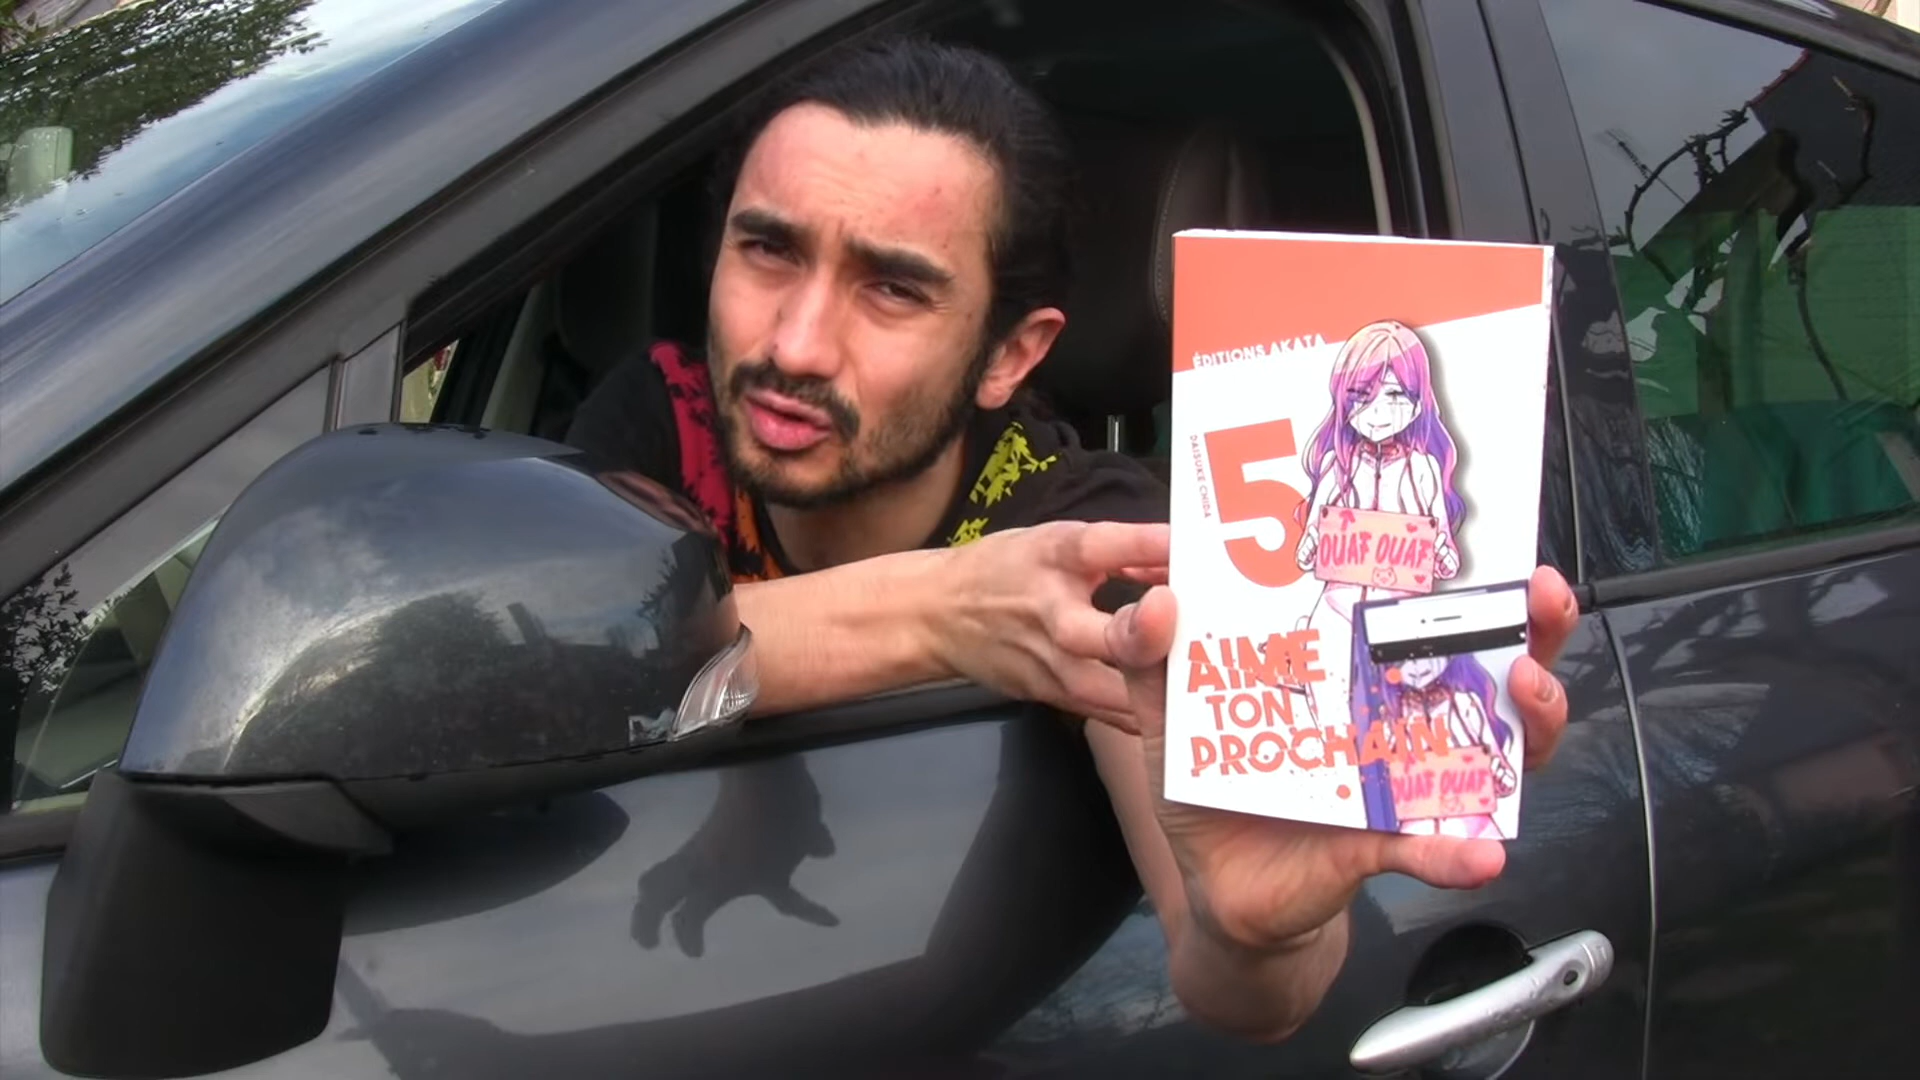 ÉDITIONS AKATA
5
DAISUKE CHIDA
OUAF OUAF
AIME
TON
PROCHAIN
OUAF OUAF